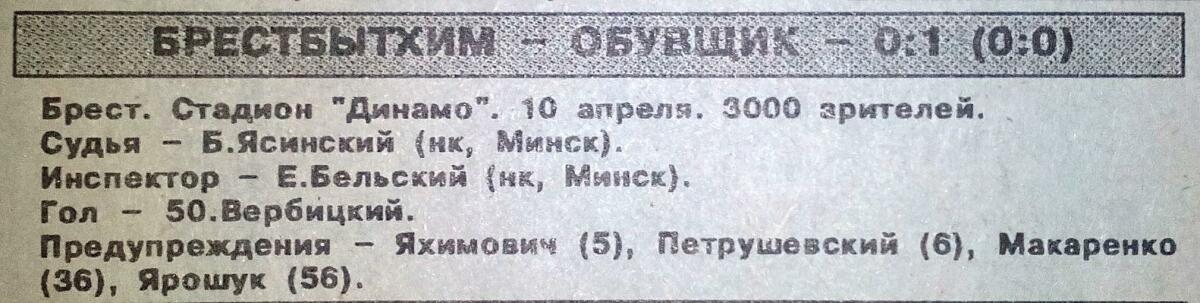 БРЕСТБЫТХИМ – ОБУВЩИК – 0:1 (0:0)
Брест. Стадион "Динамо". 10 апреля. 3000 зрителей.
Судья – Б.Ясинский (нк, Минск).
Инспектор – Е.Бельский (нк, Минск).
Гол – 50.Вербицкий.
Предупреждения – Яхимович (5), Петрушевский (6), Макаренко
(36), Ярошук (56).